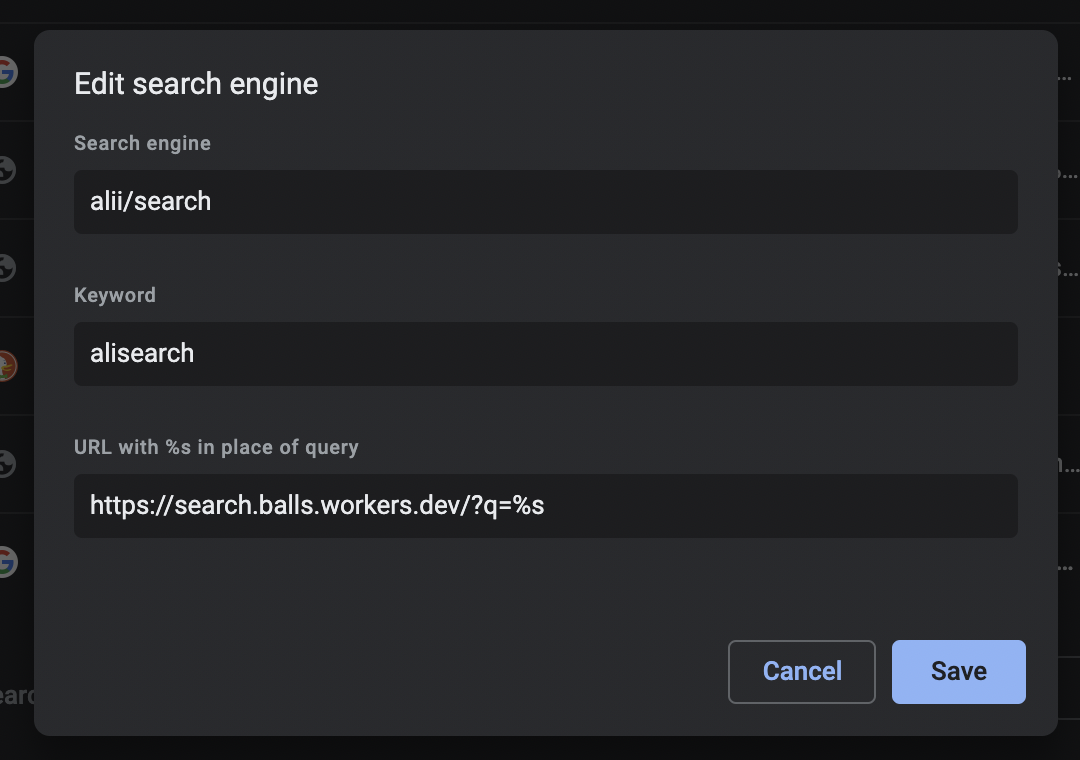 Edit search engine
Search engine
alii/search
Keyword
alisearch
URL with %s in place of query
https://search.balls.workers.dev/?q=%s
Cancel
Save